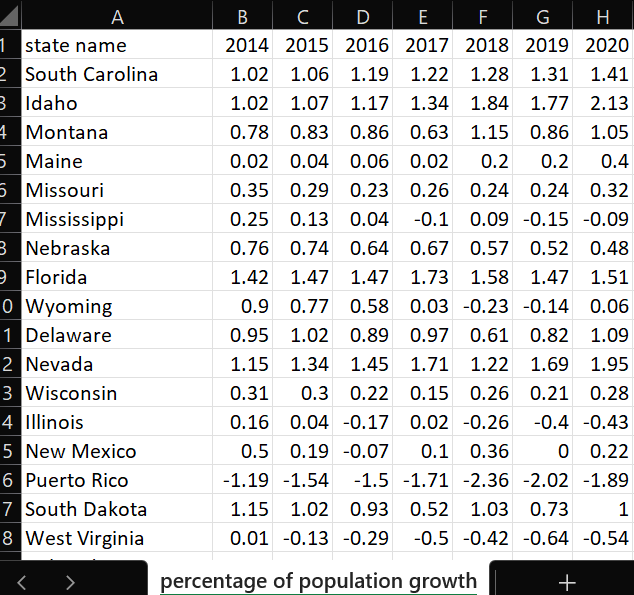 A B C D E F G H
1 state name 2014 2015 2016 2017 2018 2019 2020
2 South Carolina 1.02 1.06 1.19 1.22 1.28 1.31 1.41
3 Idaho 1.02 1.07 1.17 1.34 1.84 1.77 2.13
4 Montana 0.78 0.83 0.86 0.63 1.15 0.86 1.05
5 Maine 0.02 0.04 0.06 0.02 0.2 0.2 0.4
6 Missouri 0.35 0.29 0.23 0.26 0.24 0.24 0.32
7 Mississippi 0.25 0.13 0.04 -0.1 0.09 -0.15 -0.09
8 Nebraska 0.76 0.74 0.64 0.67 0.57 0.52 0.48
9 Florida 1.42 1.47 1.47 1.73 1.58 1.47 1.51
0 Wyoming 0.9 0.77 0.58 0.03 -0.23 -0.14 0.06
1 Delaware 0.95 1.02 0.89 0.97 0.61 0.82 1.09
2 Nevada 1.15 1.34 1.45 1.71 1.22 1.69 1.95
3 Wisconsin 0.31 0.3 0.22 0.15 0.26 0.21 0.28
4 Illinois 0.16 0.04 -0.17 0.02 -0.26 -0.4 -0.43
5 New Mexico 0.5 0.19 -0.07 0.1 0.36 0 0.22
6 Puerto Rico -1.19 -1.54 -1.5 -1.71 -2.36 -2.02 -1.89
7 South Dakota 1.15 1.02 0.93 0.52 1.03 0.73 1
8 West Virginia 0.01 -0.13 -0.29 -0.5 -0.42 -0.64 -0.54
percentage of population growth